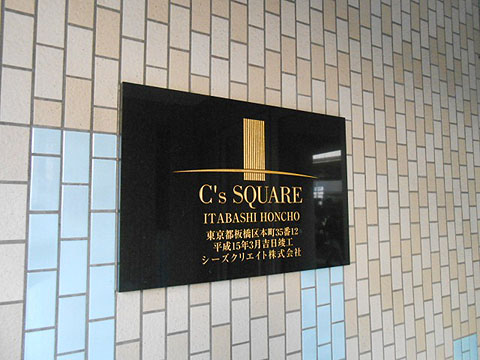 C's SQUARE
ITABASHI HONCHO
東京都板橋区本町35番12
平成15年3月吉日竣工
シーズクリエイト株式会社